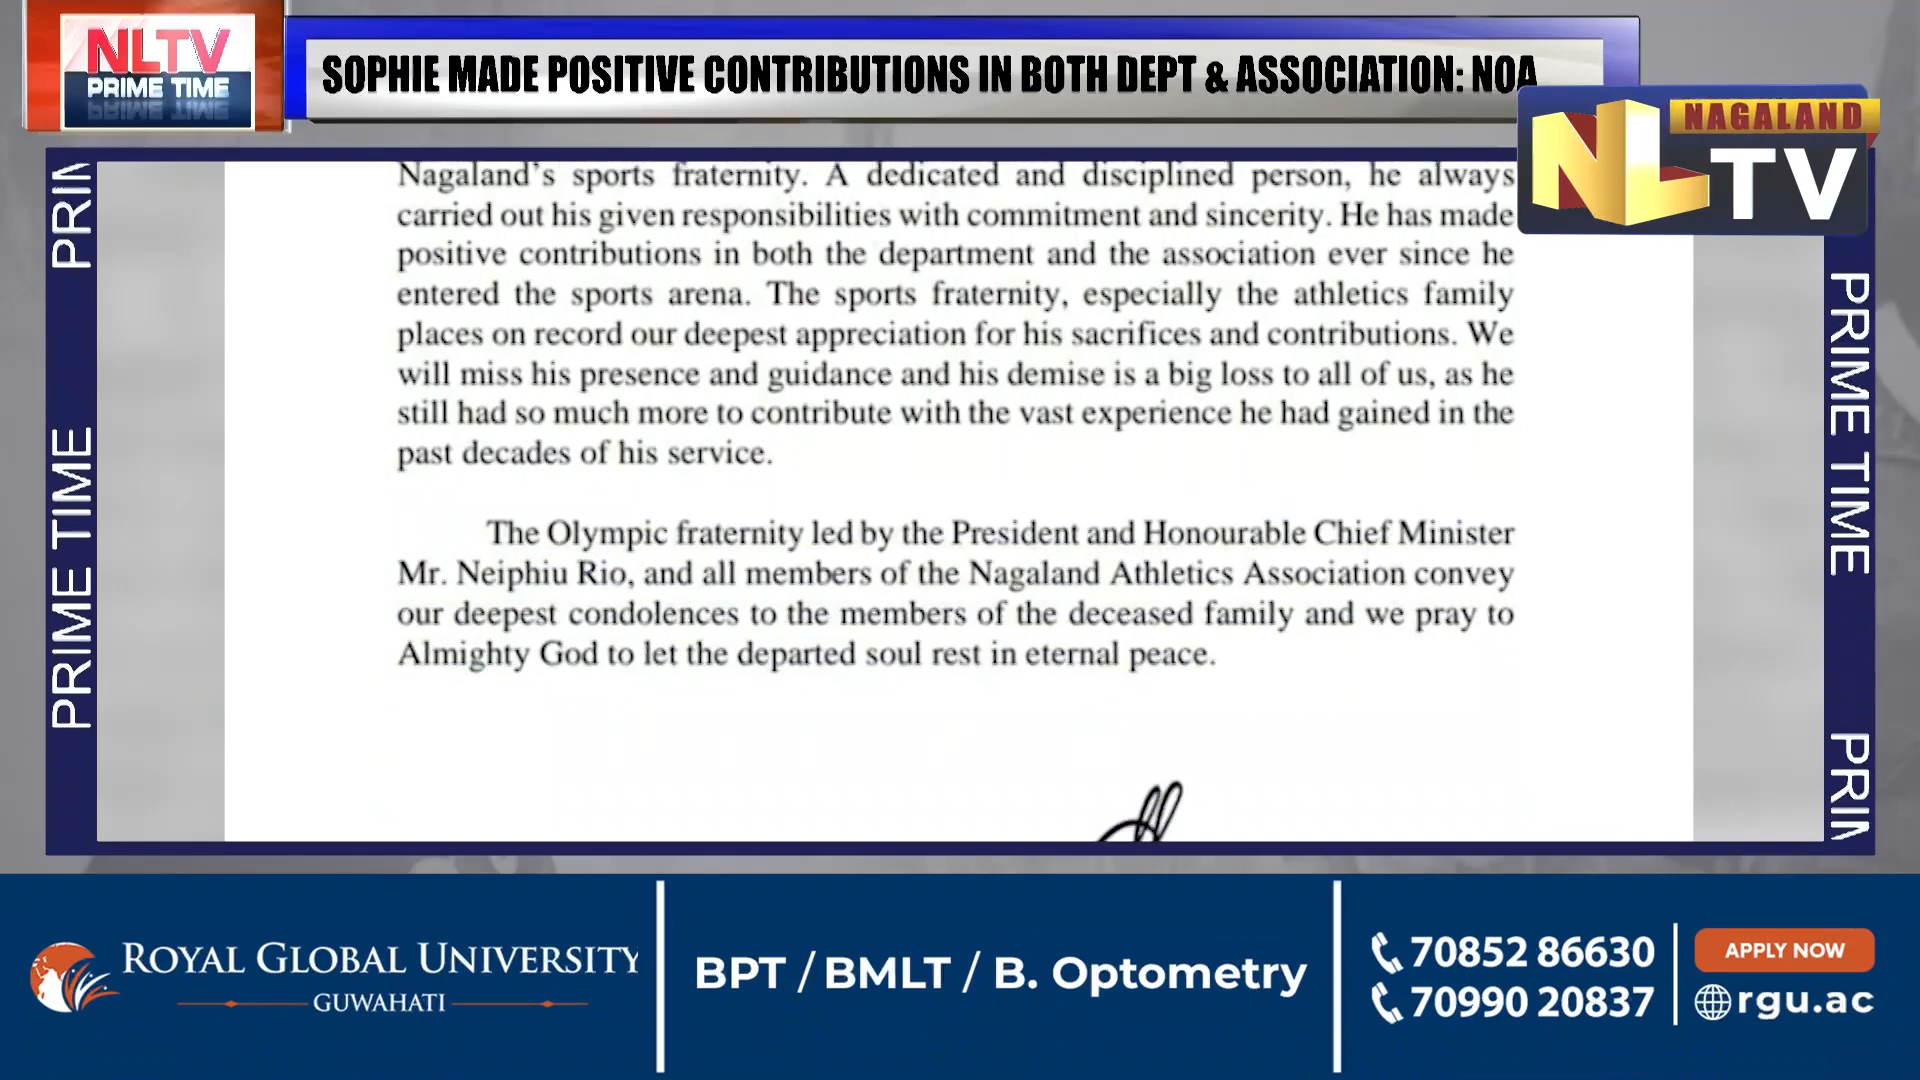 NLTV
PRIME TIME
SOPHIE MADE POSITIVE CONTRIBUTIONS IN BOTH DEPT & ASSOCIATION: NOA
NAGALAND
NL
TV
PRIN
PRIME TIME
Nagaland's sports fraternity. A dedicated and disciplined person, he always
carried out his given responsibilities with commitment and sincerity. He has made
positive contributions in both the department and the association ever since he
entered the sports arena. The sports fraternity, especially the athletics family
places on record our deepest appreciation for his sacrifices and contributions. We
will miss his presence and guidance and his demise is a big loss to all of us, as he
still had so much more to contribute with the vast experience he had gained in the
past decades of his service.
The Olympic fraternity led by the President and Honourable Chief Minister
Mr. Neiphiu Rio, and all members of the Nagaland Athletics Association convey
our deepest condolences to the members of the deceased family and we pray to
Almighty God to let the departed soul rest in eternal peace.
PRIME TIME
PRIN
ROYAL GLOBAL UNIVERSITY
GUWAHATI
BPT / BMLT / B. Optometry
70852 86630
70990 20837
APPLY NOW
rgu.ac